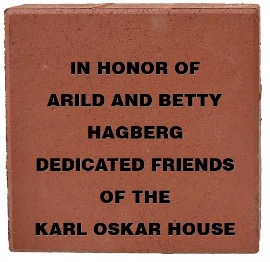 IN HONOR OF
ARILD AND BETTY
HAGBERG
DEDICATED FRIENDS
OF THE
KARL OSKAR HOUSE